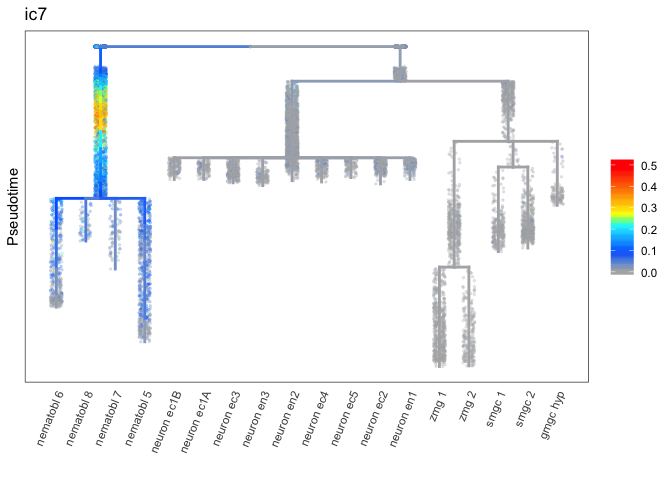 ic7
Pseudotime
0.5
0.4
0.3
0.2
0.1
0.0
nematobl 6
nematobl 8
nematobl 7
nematobl 5
neuron ec1B
neuron ec1A
neuron ec3
neuron en3
neuron en2
neuron ec4
neuron ec5
neuron ec2
neuron en1
zmg 1
zmg 2
smgc 1
smgc 2
gmgc hyp